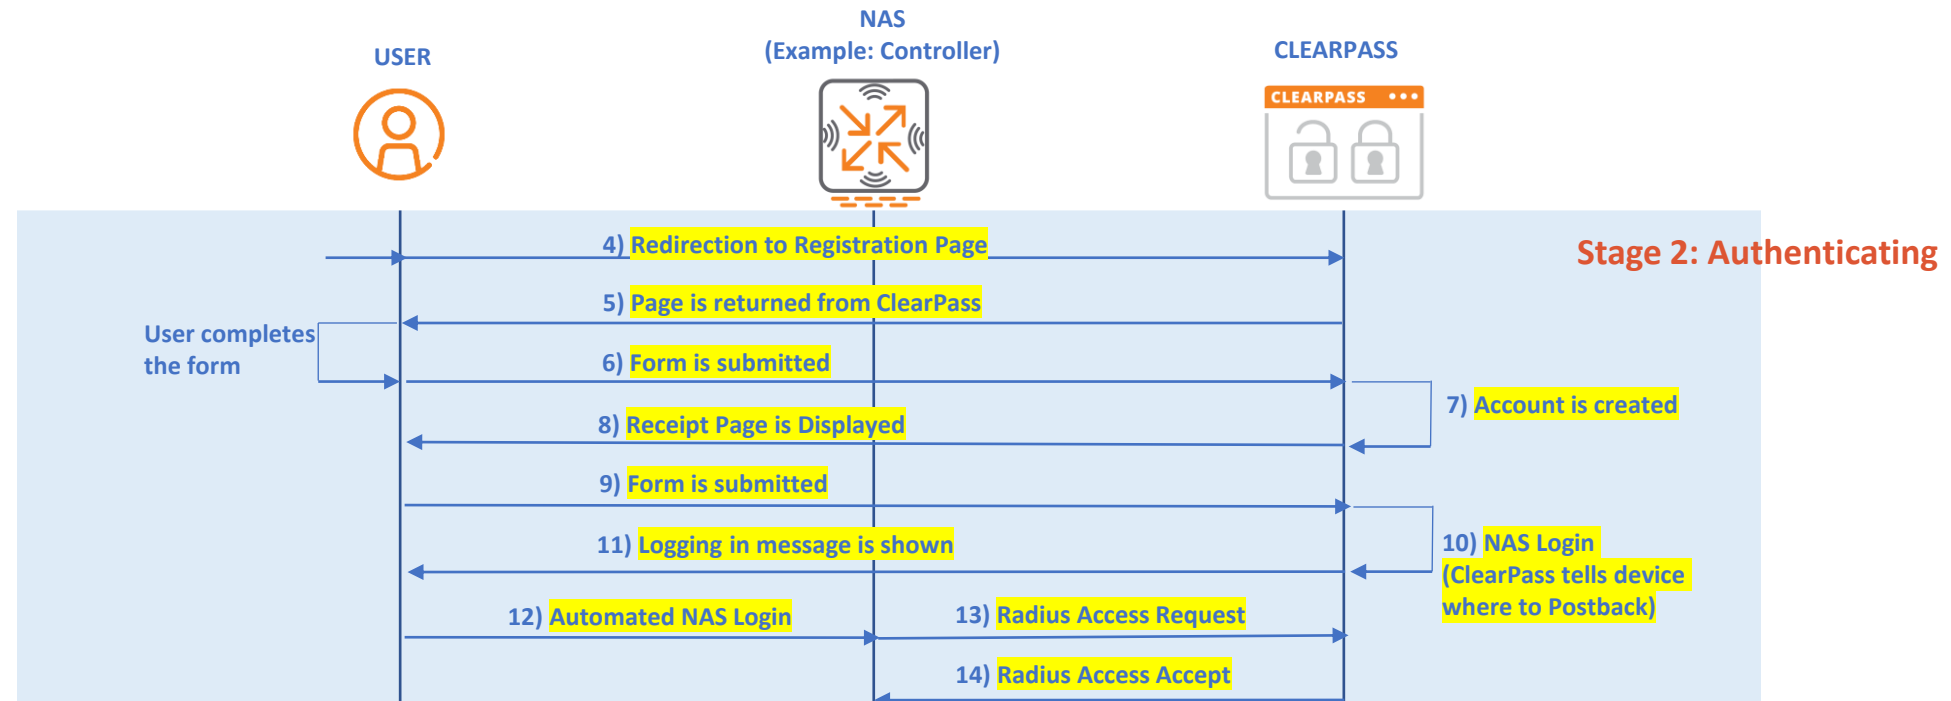 NAS
(Example: Controller)
USER
CLEARPASS
CLEARPASS
4) Redirection to Registration Page
Stage 2: Authenticating
5) Page is returned from ClearPass
User completes
the form
6) Form is submitted
7) Account is created
8) Receipt Page is Displayed
9) Form is submitted
10) NAS Login
(ClearPass tells device
where to Postback)
11) Logging in message is shown
12) Automated NAS Login
13) Radius Access Request
14) Radius Access Accept